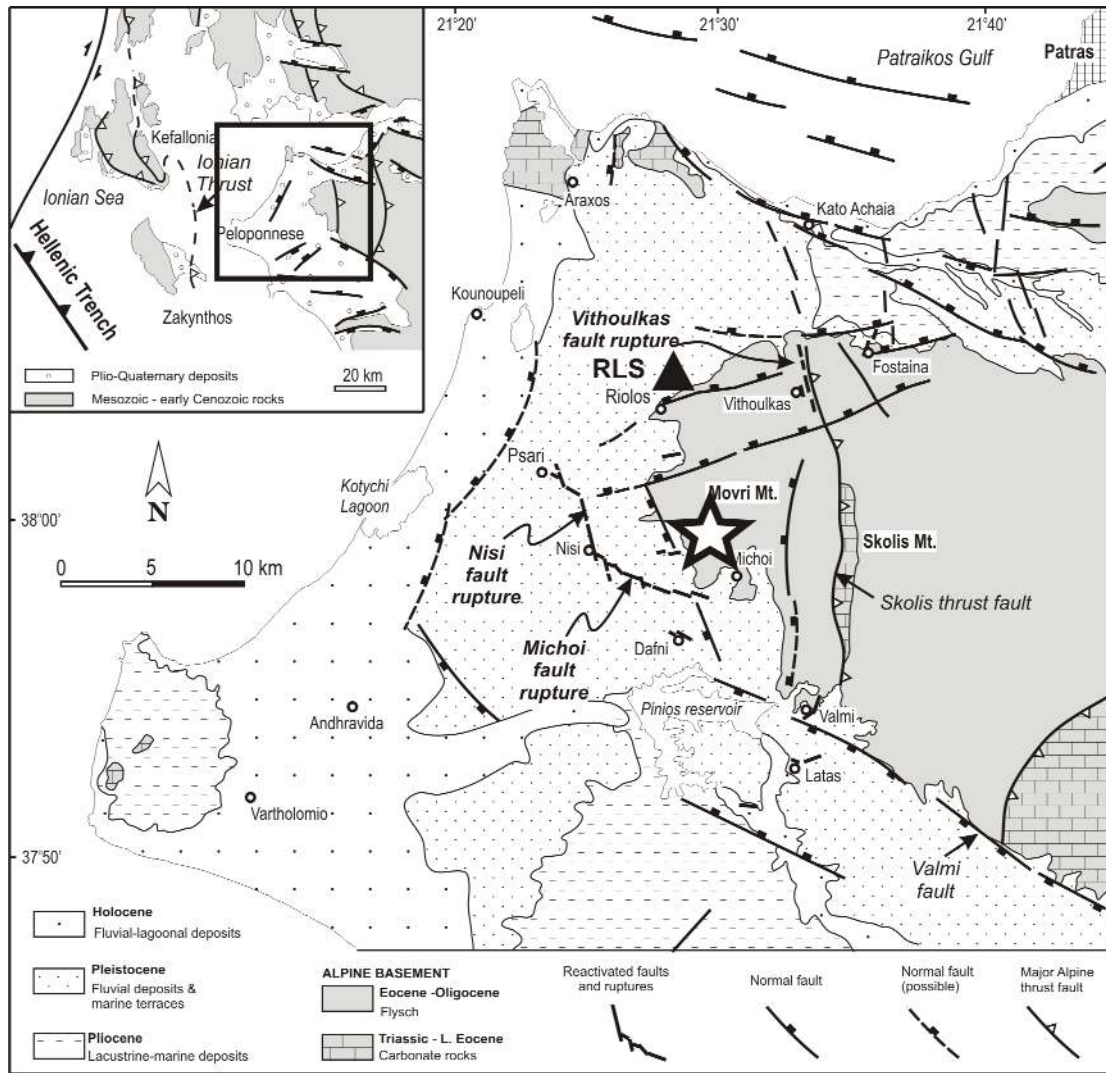 21°20
21°30
21°40
Patraikos Gulf
Patras
Kefallonia
Ionian
Thrust
Ionian Sea
Peloponnese
Hellenic Trench
Zakynthos
Plio-Quaternary deposits
Mesozoic - early Cenozoic rocks
20 km
Araxos
Kato Achaia
Kounoupeli
Vithoulkas
fault rupture
RLS
Riolos
Vithoulkas
Fostaina
N
Psari
Kotychi
Lagoon
Movri Mt.
38°00'
Skolis Mt.
0 5 10 km
Nisi
Michoi
Nisi
fault
rupture
Skolis thrust fault
Michoi
fault
rupture
Dafni
Pinios reservoir
Valmi
Andhravida
Latas
Vartholomio
37°50'
Valmi
fault
Holocene
Fluvial-lagoonal deposits
Pleistocene
Fluvial deposits &
marine terraces
Pliocene
Lacustrine-marine deposits
ALPINE BASEMENT
Eocene -Oligocene
Flysch
Triassic - L. Eocene
Carbonate rocks
Reactivated faults
and ruptures
Normal fault
Normal fault
(possible)
Major Alpine
thrust fault